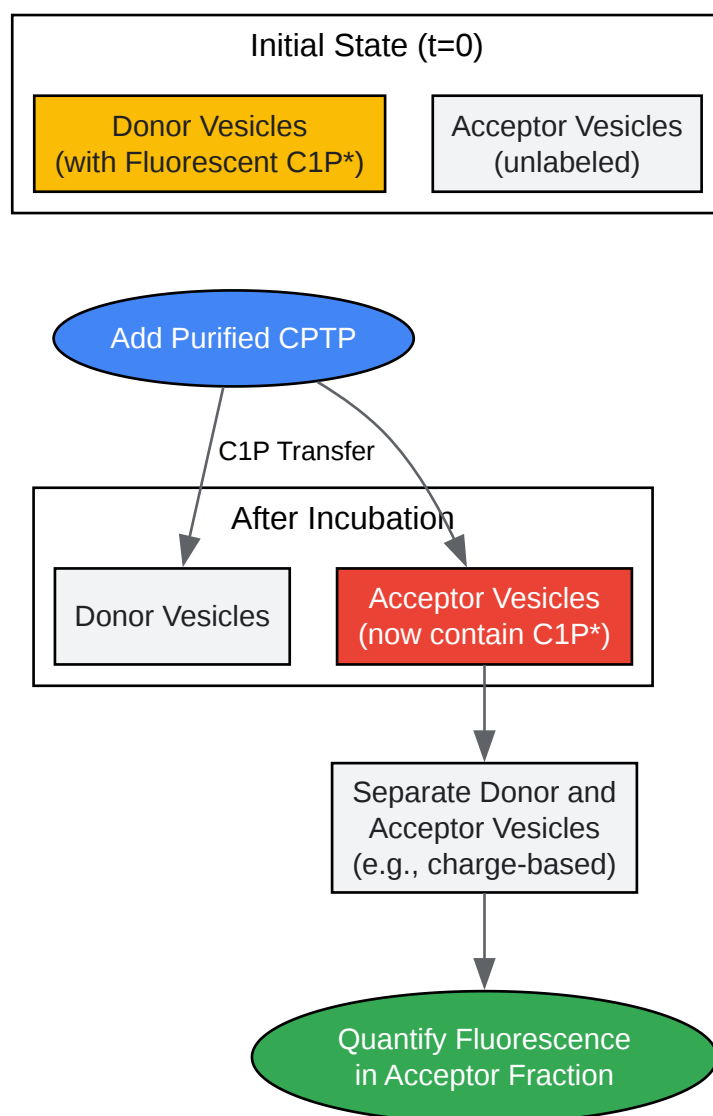 Initial State (t=0)
Donor Vesicles
(with Fluorescent C1P*)
Acceptor Vesicles
(unlabeled)
Add Purified CPTP
C1P Transfer
After Incubation
Donor Vesicles
Acceptor Vesicles
(now contain C1P*)
Separate Donor and
Acceptor Vesicles
(e.g., charge-based)
Quantify Fluorescence
in Acceptor Fraction